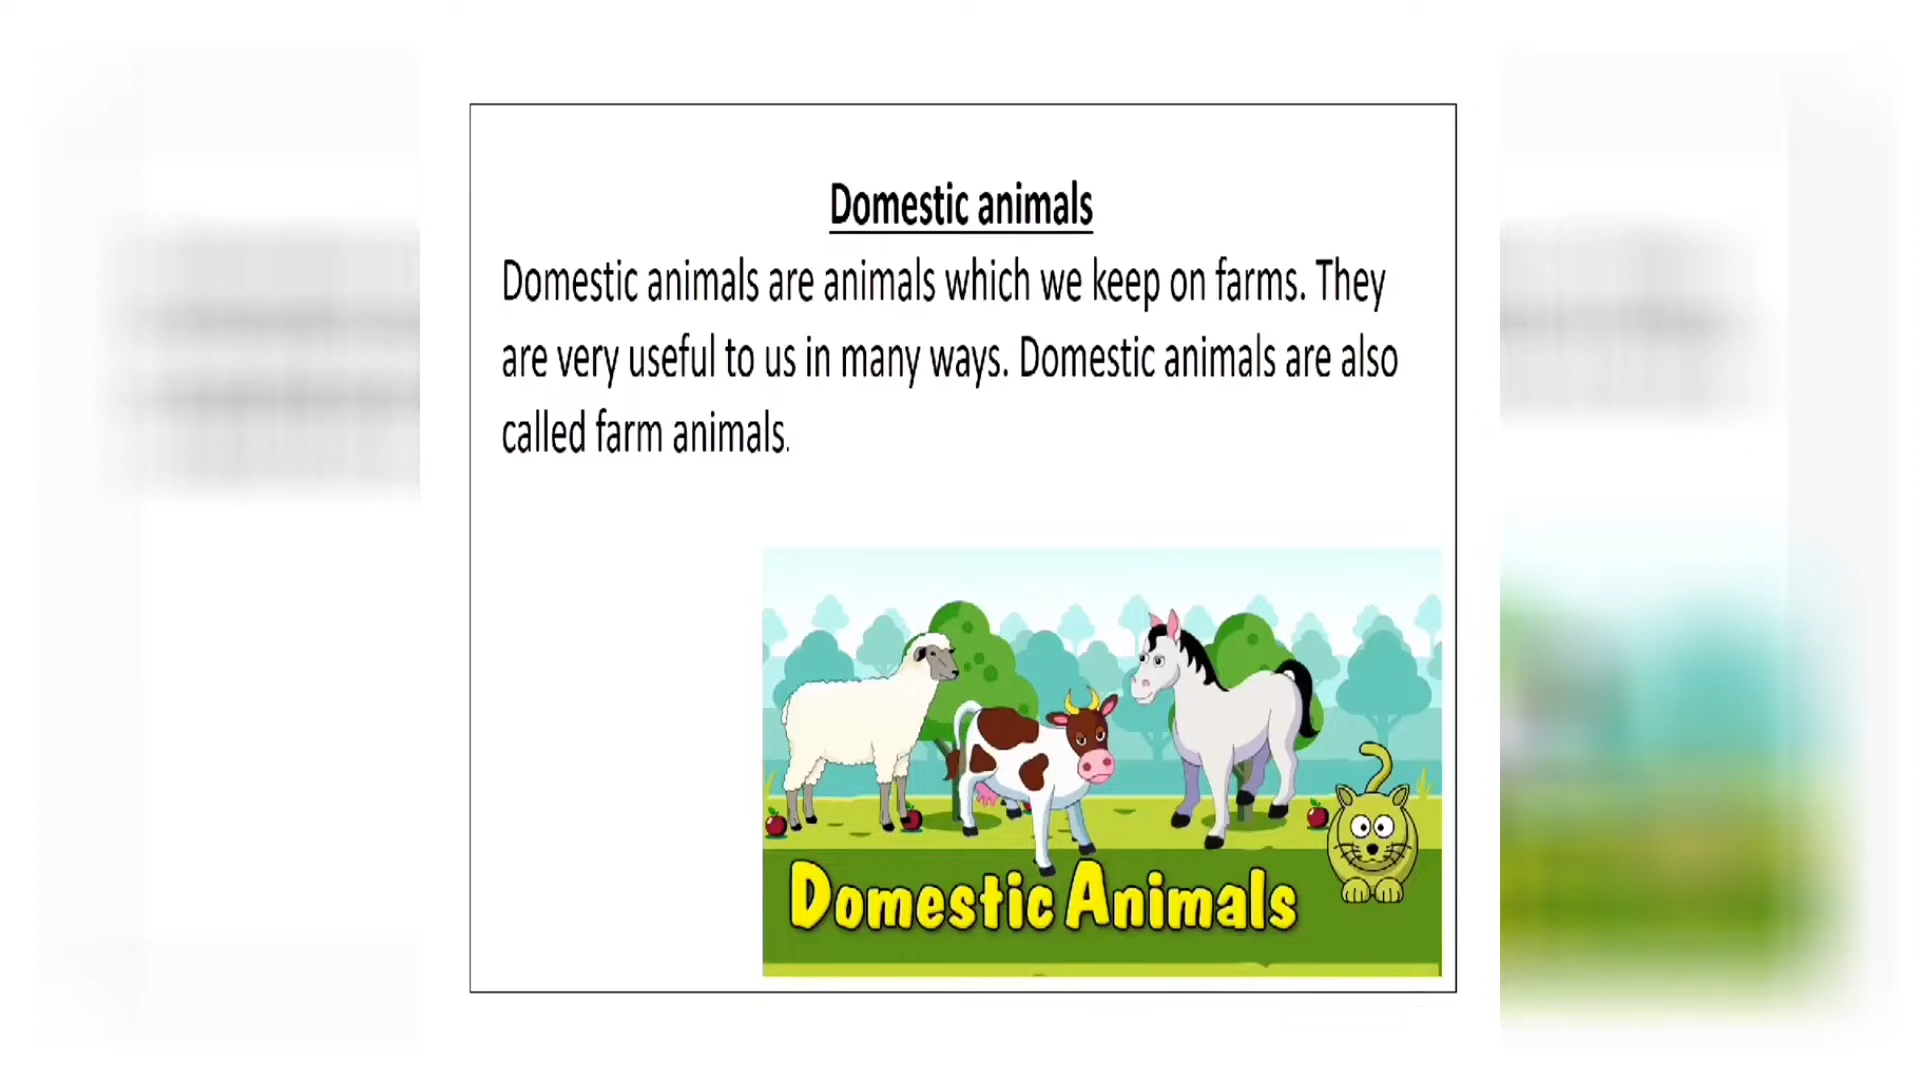 Domestic animals
Domestic animals are animals which we keep on farms. They
are very useful to us in many ways. Domestic animals are also
called farm animals.
Domestic Animals